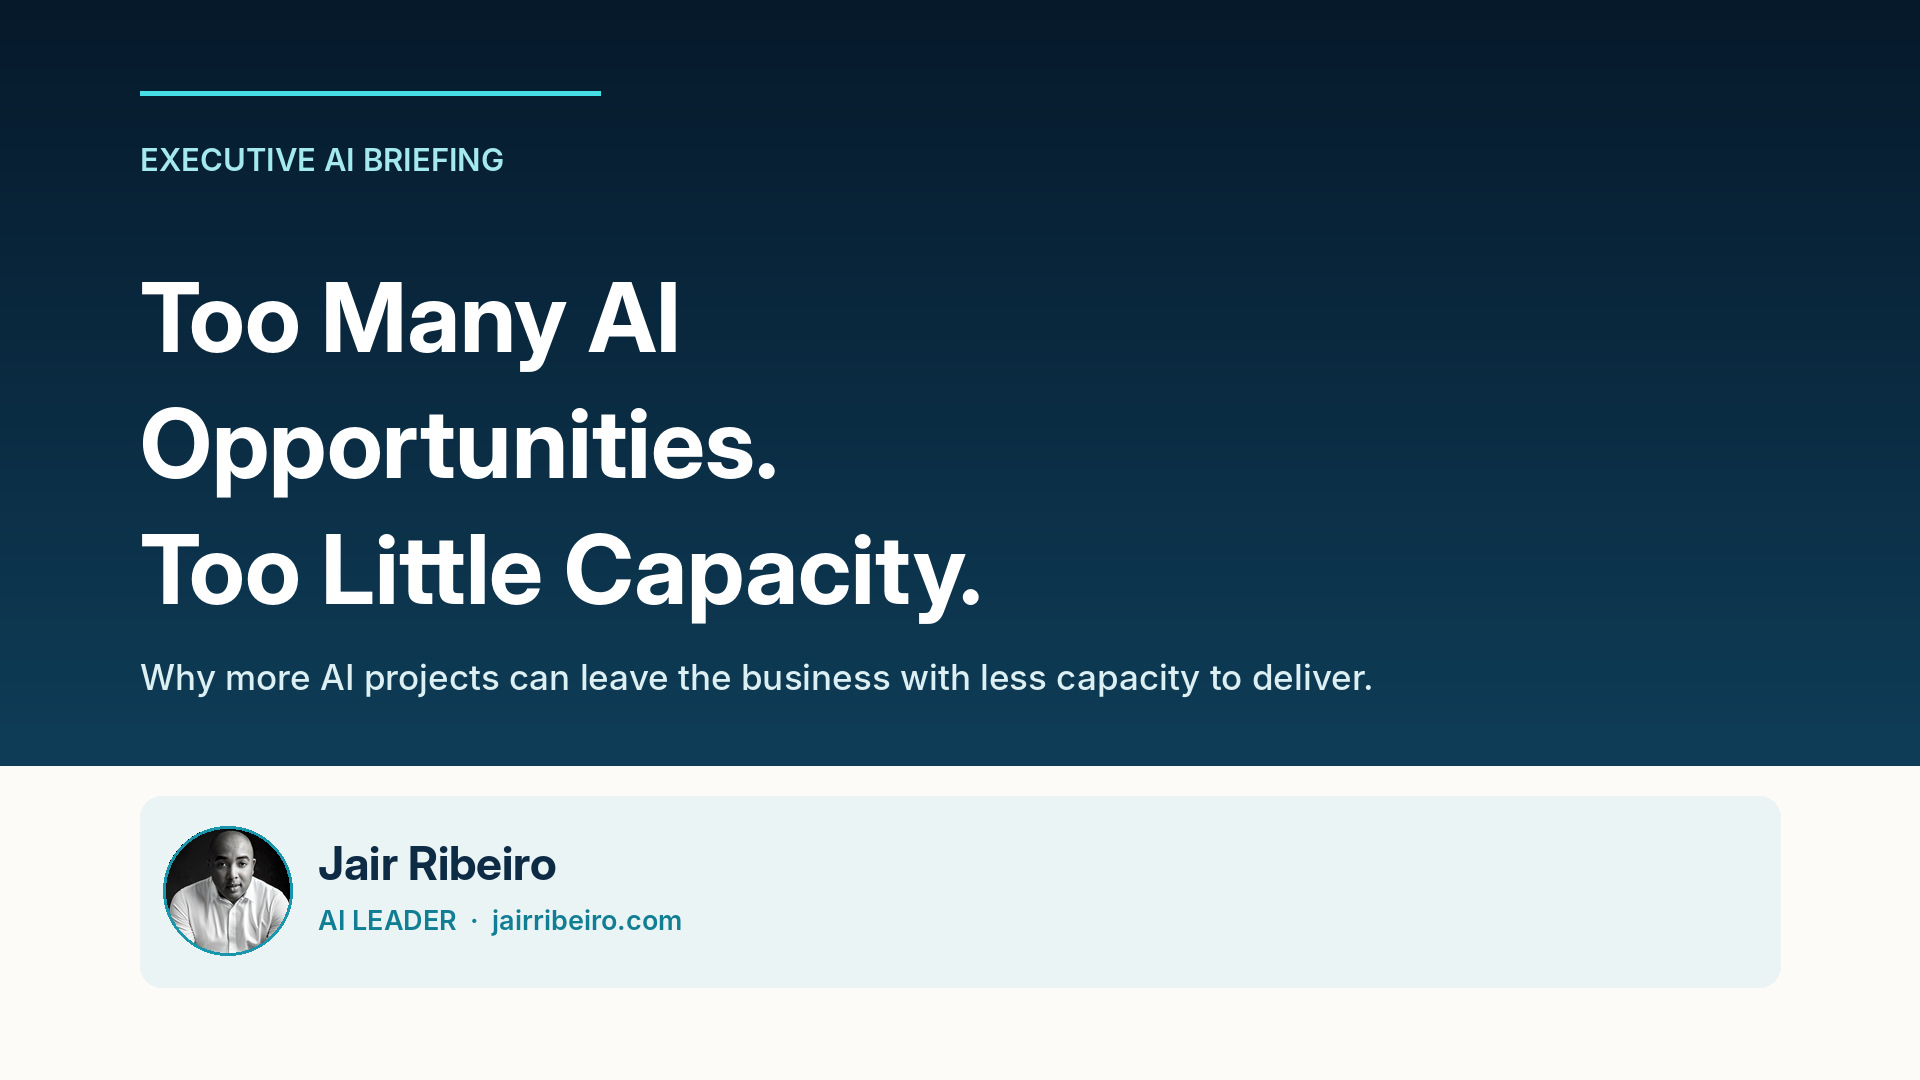 EXECUTIVE AI BRIEFING
Too Many AI
Opportunities.
Too Little Capacity.
Why more AI projects can leave the business with less capacity to deliver.
Jair Ribeiro
AI LEADER · jairribeiro.com